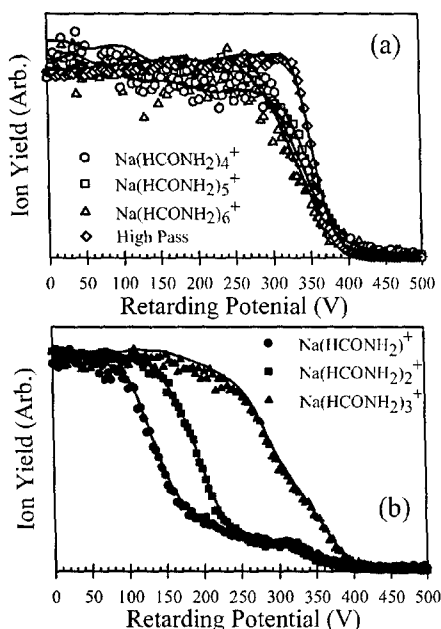 (a)
Ion Yield (Arb.)
Na(HCONH2)4+
Na(HCONH2)5+
Na(HCONH2)6+
High Pass
0 50 100 150 200 250 300 350 400 450 500
Retarding Potenial (V)
Na(HCONH2)+
Na(HCONH2)2+
Na(HCONH2)3+
Ion Yield (Arb.)
(b)
0 50 100 150 200 250 300 350 400 450 500
Retarding Potential (V)